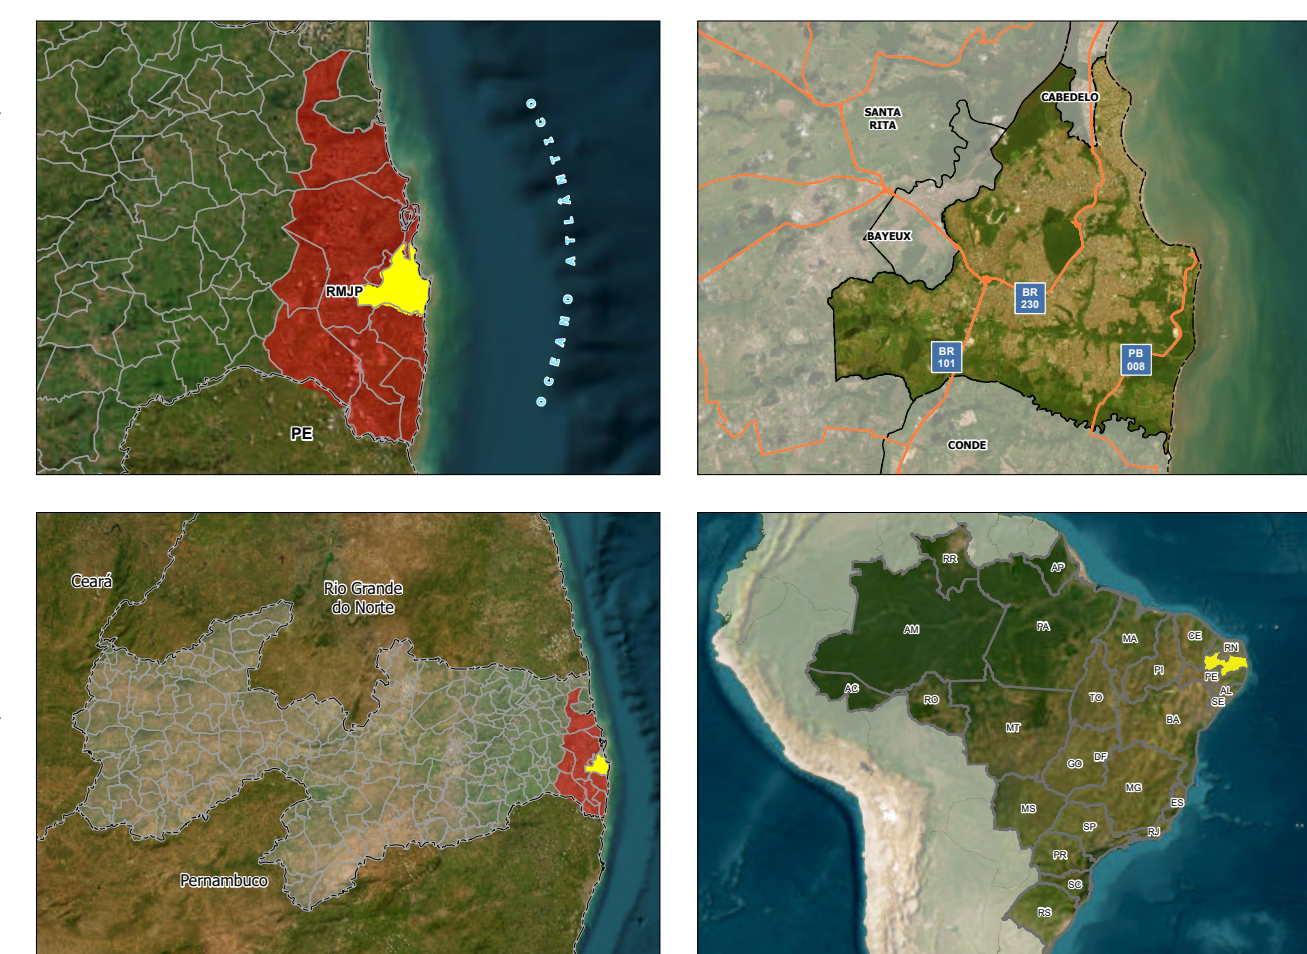 OCEANO ATLÂNTICO
RMJP
PE
CABEDELO
SANTA
RITA
BAYEUX
BR
230
BR
101
PB
008
CONDE
Ceará
Rio Grande
do Norte
Pernambuco
RR
AP
AM
PA
MA
CE
RN
PI
PE
AC
RO
TO
AL
SE
BA
MT
GO
DF
MG
MS
ES
SP
RJ
PR
SC
RS